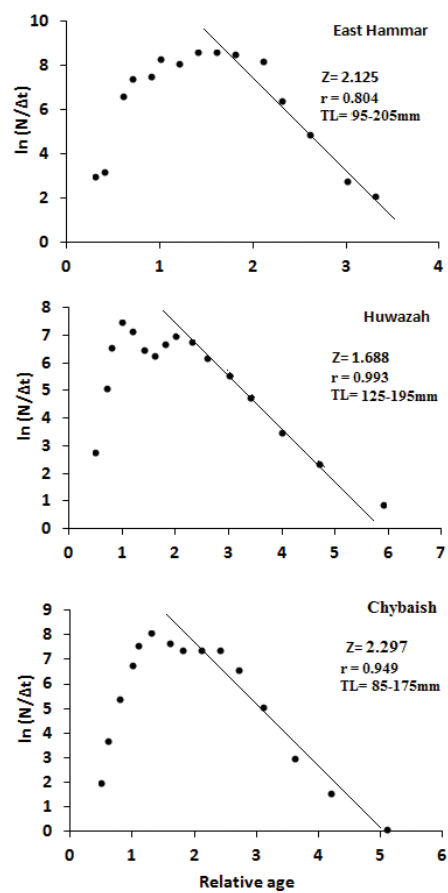 East Hammar
Z= 2.125
r = 0.804
TL= 95-205mm
ln (N/Δt)
10
8
6
4
2
0
0 1 2 3 4
Huwazah
Z= 1.688
r = 0.993
TL= 125-195mm
ln (N/Δt)
8
7
6
5
4
3
2
1
0
0 1 2 3 4 5 6 7
Chybaish
Z= 2.297
r = 0.949
TL= 85-175mm
ln (N/Δt)
9
8
7
6
5
4
3
2
1
0
0 1 2 3 4 5 6
Relative age